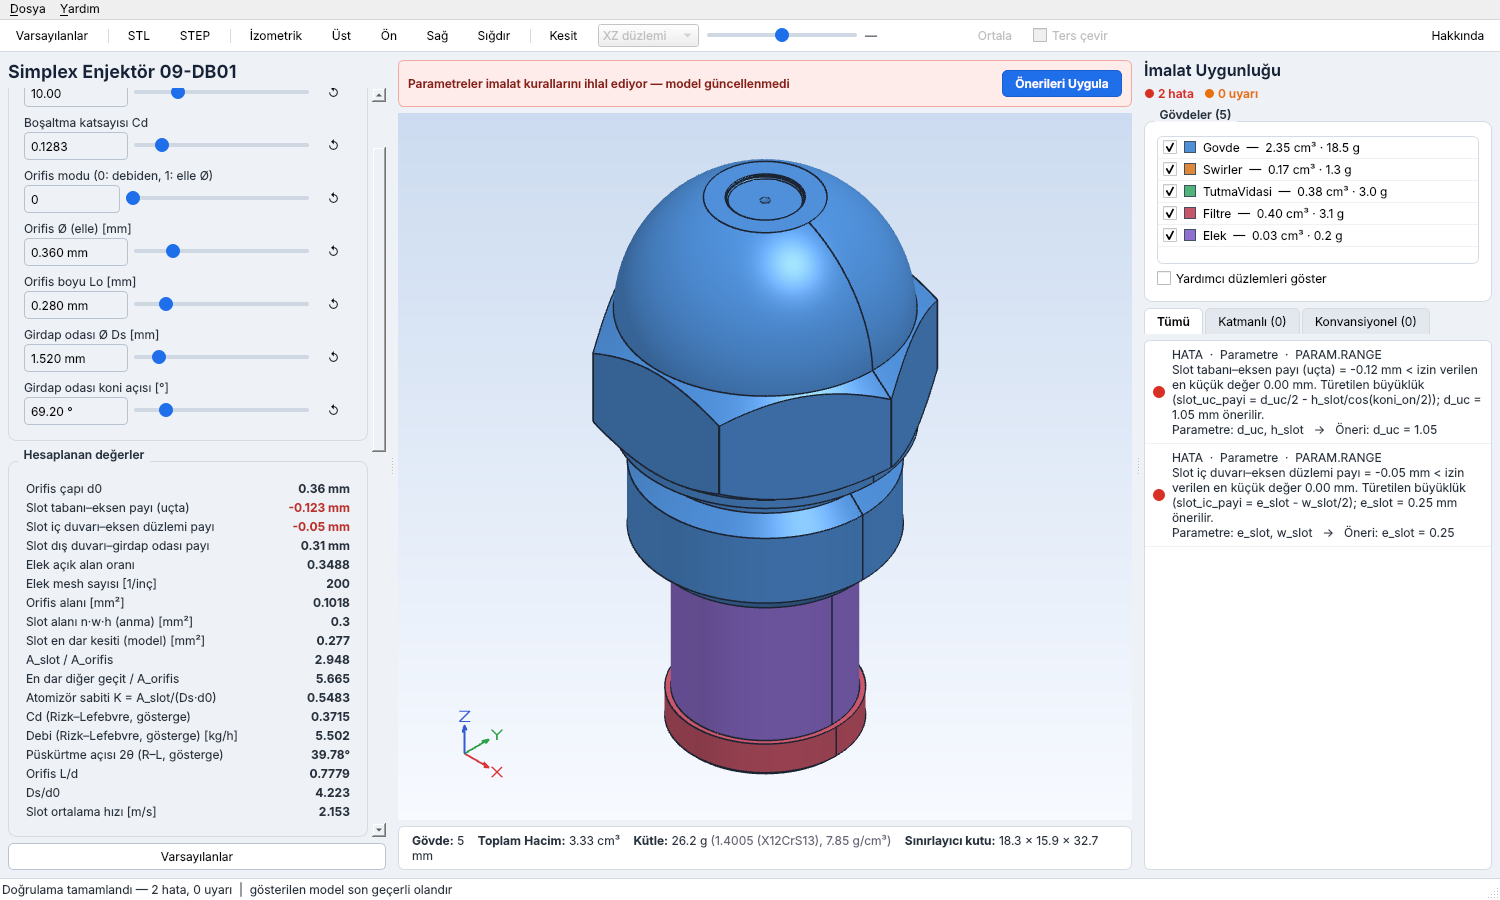 Dosya Yardım
Varsayılanlar STL STEP İzometrik Üst Ön Sağ Sığdır Kesit XZ düzlemi — Ortala Ters çevir Hakkında
Simplex Enjektör 09-DB01
10.00
Boşaltma katsayısı Cd
0.1283
Orifis modu (0: debiden, 1: elle Ø)
0
Orifis Ø (elle) [mm]
0.360 mm
Orifis boyu Lo [mm]
0.280 mm
Girdap odası Ø Ds [mm]
1.520 mm
Girdap odası koni açısı [°]
69.20 °
Hesaplanan değerler
Orifis çapı d0 0.36 mm
Slot tabanı–eksen payı (uçta) -0.123 mm
Slot iç duvarı–eksen düzlemi payı -0.05 mm
Slot dış duvarı–girdap odası payı 0.31 mm
Elek açık alan oranı 0.3488
Elek mesh sayısı [1/inç] 200
Orifis alanı [mm²] 0.1018
Slot alanı n·w·h (anma) [mm²] 0.3
Slot en dar kesiti (model) [mm²] 0.277
A_slot / A_orifis 2.948
En dar diğer geçit / A_orifis 5.665
Atomizör sabiti K = A_slot/(Ds·d0) 0.5483
Cd (Rizk–Lefebvre, gösterge) 0.3715
Debi (Rizk–Lefebvre, gösterge) [kg/h] 5.502
Püskürtme açısı 2θ (R–L, gösterge) 39.78°
Orifis L/d 0.7779
Ds/d0 4.223
Slot ortalama hızı [m/s] 2.153
Varsayılanlar
Parametreler imalat kurallarını ihlal ediyor — model güncellenmedi Önerileri Uygula
Z
Y
X
Gövde: 5 Toplam Hacim: 3.33 cm³ Kütle: 26.2 g (1.4005 (X12CrS13), 7.85 g/cm³) Sınırlayıcı kutu: 18.3 × 15.9 × 32.7
mm
İmalat Uygunluğu
2 hata 0 uyarı
Gövdeler (5)
Govde — 2.35 cm³ · 18.5 g
Swirler — 0.17 cm³ · 1.3 g
TutmaVidasi — 0.38 cm³ · 3.0 g
Filtre — 0.40 cm³ · 3.1 g
Elek — 0.03 cm³ · 0.2 g
Yardımcı düzlemleri göster
Tümü Katmanlı (0) Konvansiyonel (0)
HATA · Parametre · PARAM.RANGE
Slot tabanı–eksen payı (uçta) = -0.12 mm < izin verilen
en küçük değer 0.00 mm. Türetilen büyüklük
(slot_uc_payi = d_uc/2 - h_slot/cos(koni_on/2)); d_uc =
1.05 mm önerilir.
Parametre: d_uc, h_slot → Öneri: d_uc = 1.05
HATA · Parametre · PARAM.RANGE
Slot iç duvarı–eksen düzlemi payı = -0.05 mm < izin
verilen en küçük değer 0.00 mm. Türetilen büyüklük
(slot_ic_payi = e_slot - w_slot/2); e_slot = 0.25 mm
önerilir.
Parametre: e_slot, w_slot → Öneri: e_slot = 0.25
Doğrulama tamamlandı — 2 hata, 0 uyarı | gösterilen model son geçerli olandır